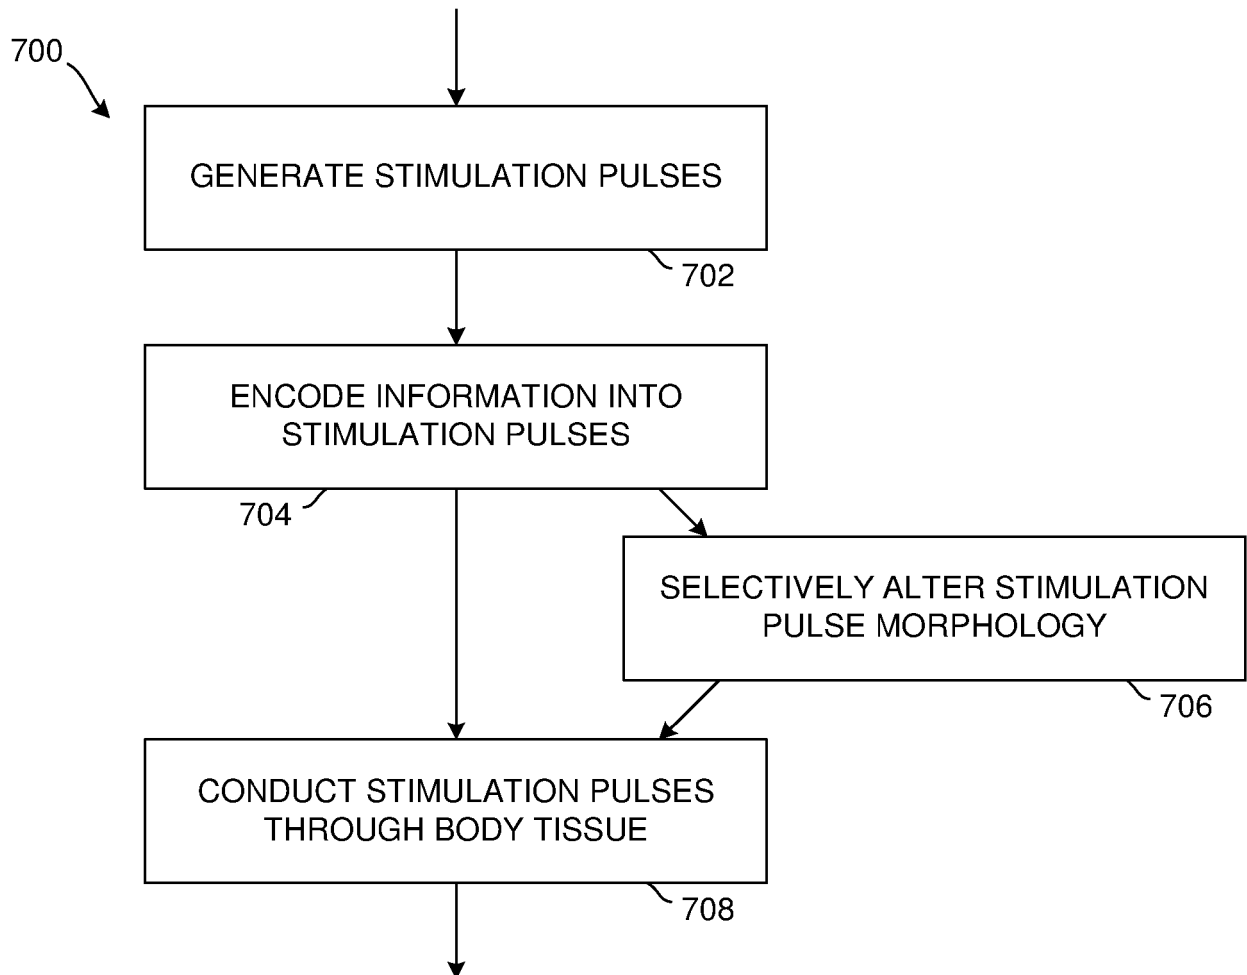 700
GENERATE STIMULATION PULSES
702
ENCODE INFORMATION INTO
STIMULATION PULSES
704
SELECTIVELY ALTER STIMULATION
PULSE MORPHOLOGY
706
CONDUCT STIMULATION PULSES
THROUGH BODY TISSUE
708